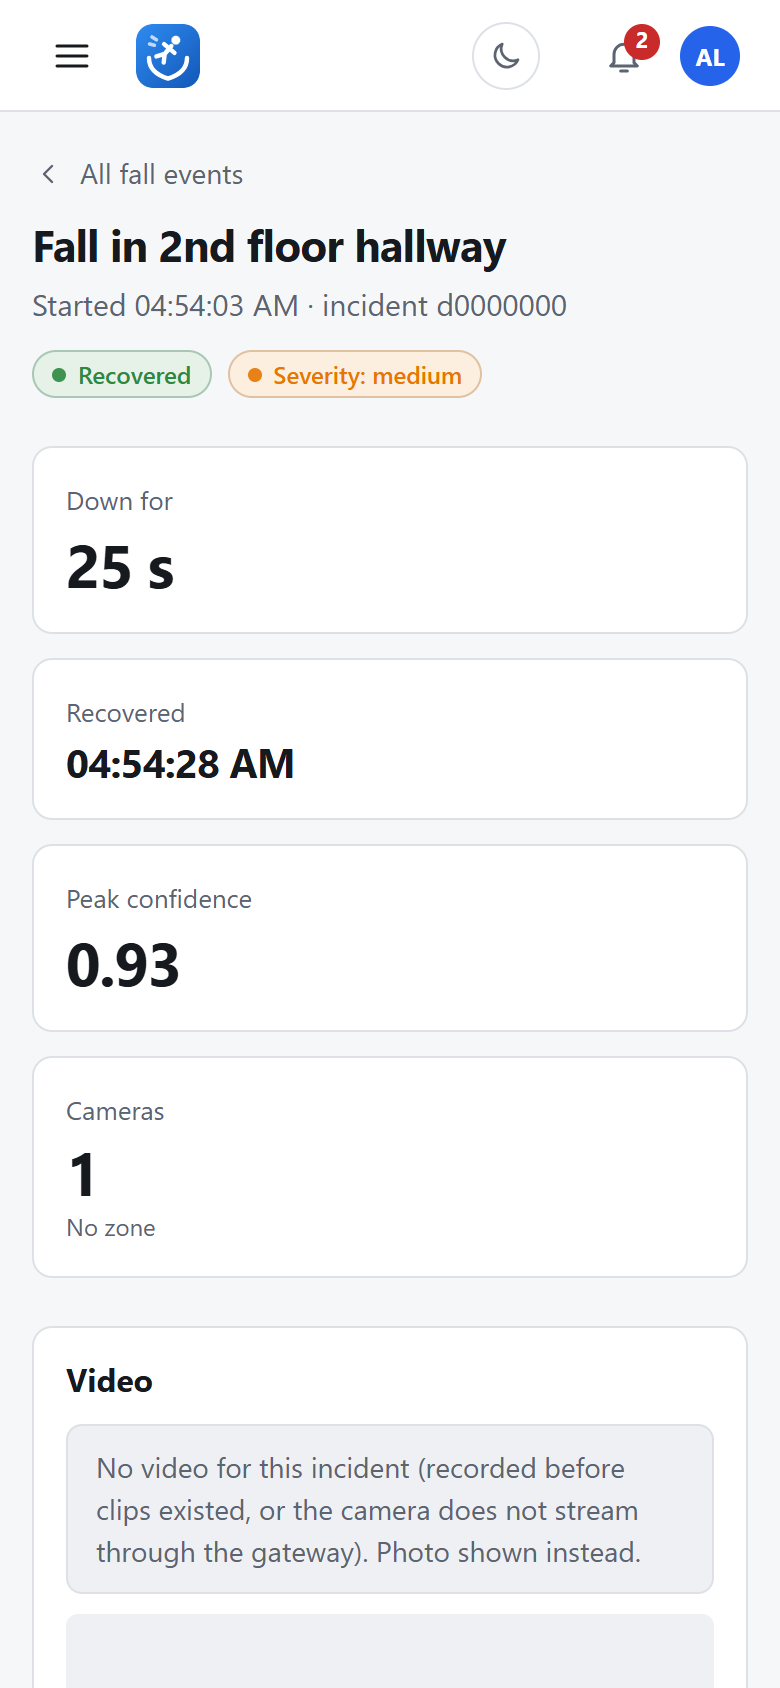 2
AL
All fall events
Fall in 2nd floor hallway
Started 04:54:03 AM · incident d0000000
Recovered
Severity: medium
Down for
25 s
Recovered
04:54:28 AM
Peak confidence
0.93
Cameras
1
No zone
Video
No video for this incident (recorded before
clips existed, or the camera does not stream
through the gateway). Photo shown instead.